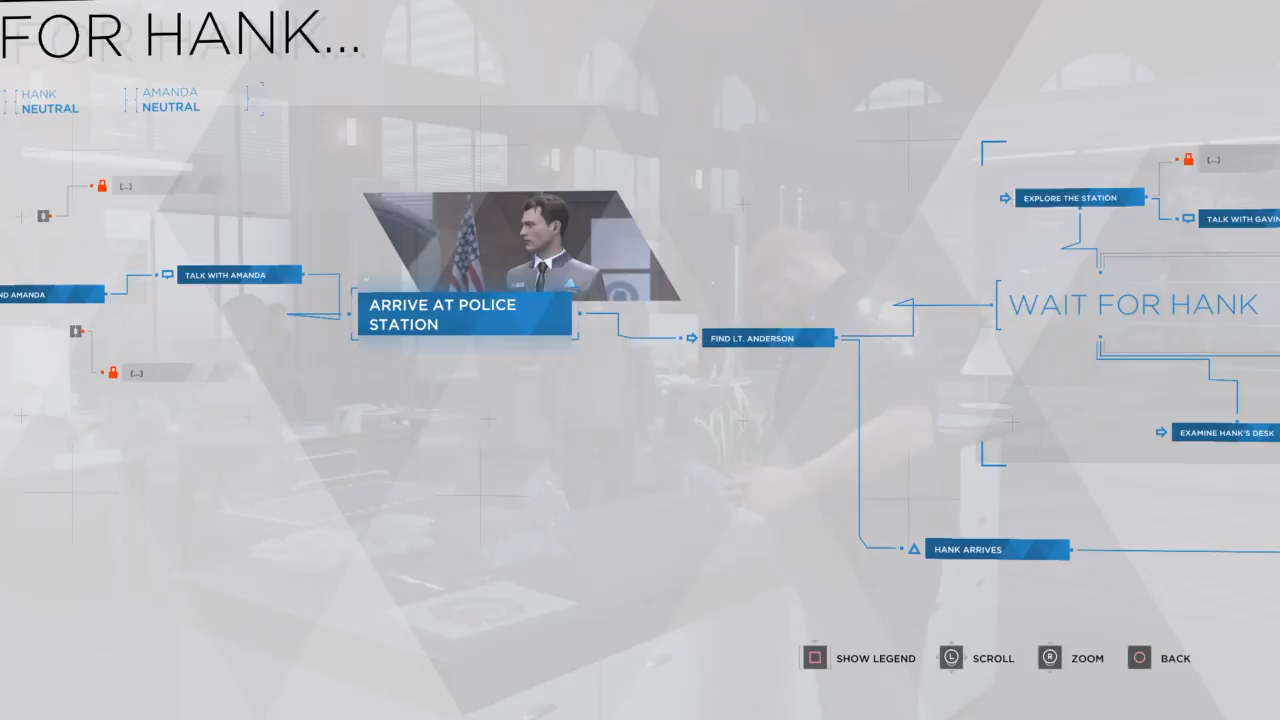 FOR HANK...
HANK
NEUTRAL
AMANDA
NEUTRAL
[...]
[...]
EXPLORE THE STATION
TALK WITH GAVIN
TALK WITH AMANDA
ND AMANDA
ARRIVE AT POLICE
STATION
WAIT FOR HANK
FIND LT. ANDERSON
[...]
EXAMINE HANK'S DESK
HANK ARRIVES
SHOW LEGEND
L
SCROLL
R
ZOOM
BACK